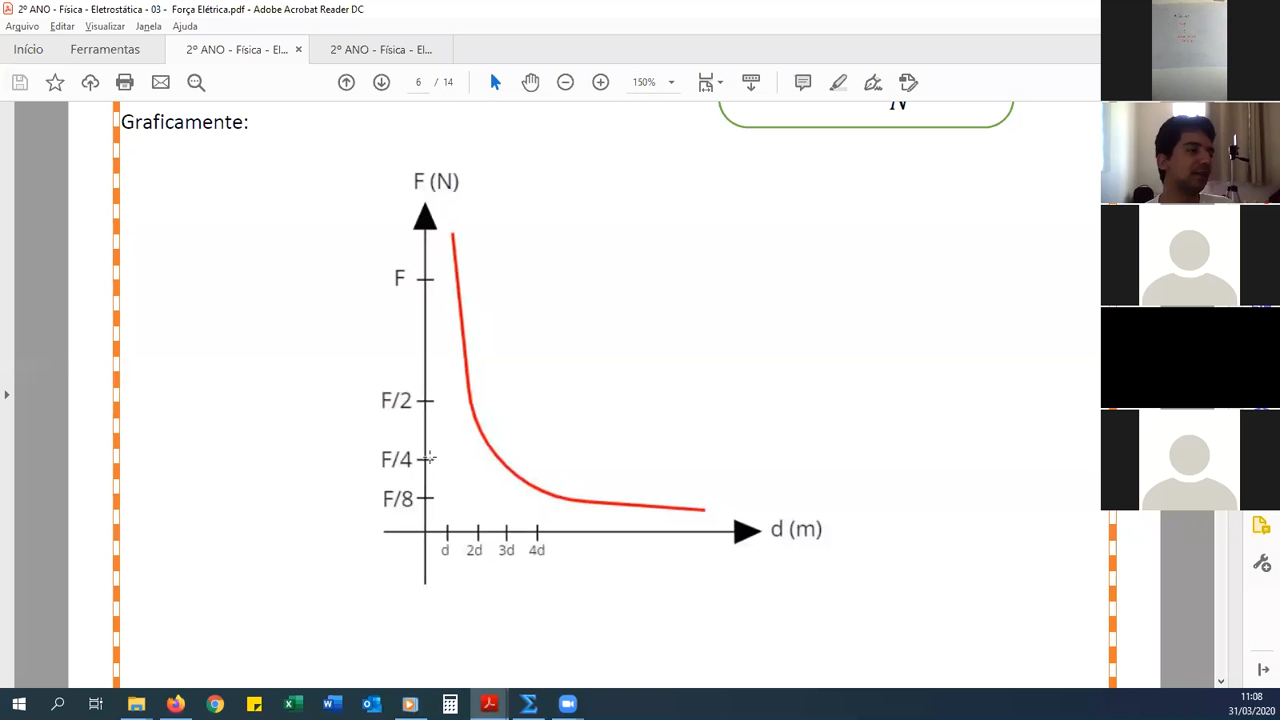 2º ANO - Física - Eletrostática - 03 - Força Elétrica.pdf - Adobe Acrobat Reader DC
Arquivo Editar Visualizar Janela Ajuda
Início Ferramentas 2º ANO - Física - El... × 2º ANO - Física - El...
6 / 14 150%
N
Graficamente:
F (N)
F
F/2
F/4
F/8
d (m)
d 2d 3d 4d
11:08
31/03/2020